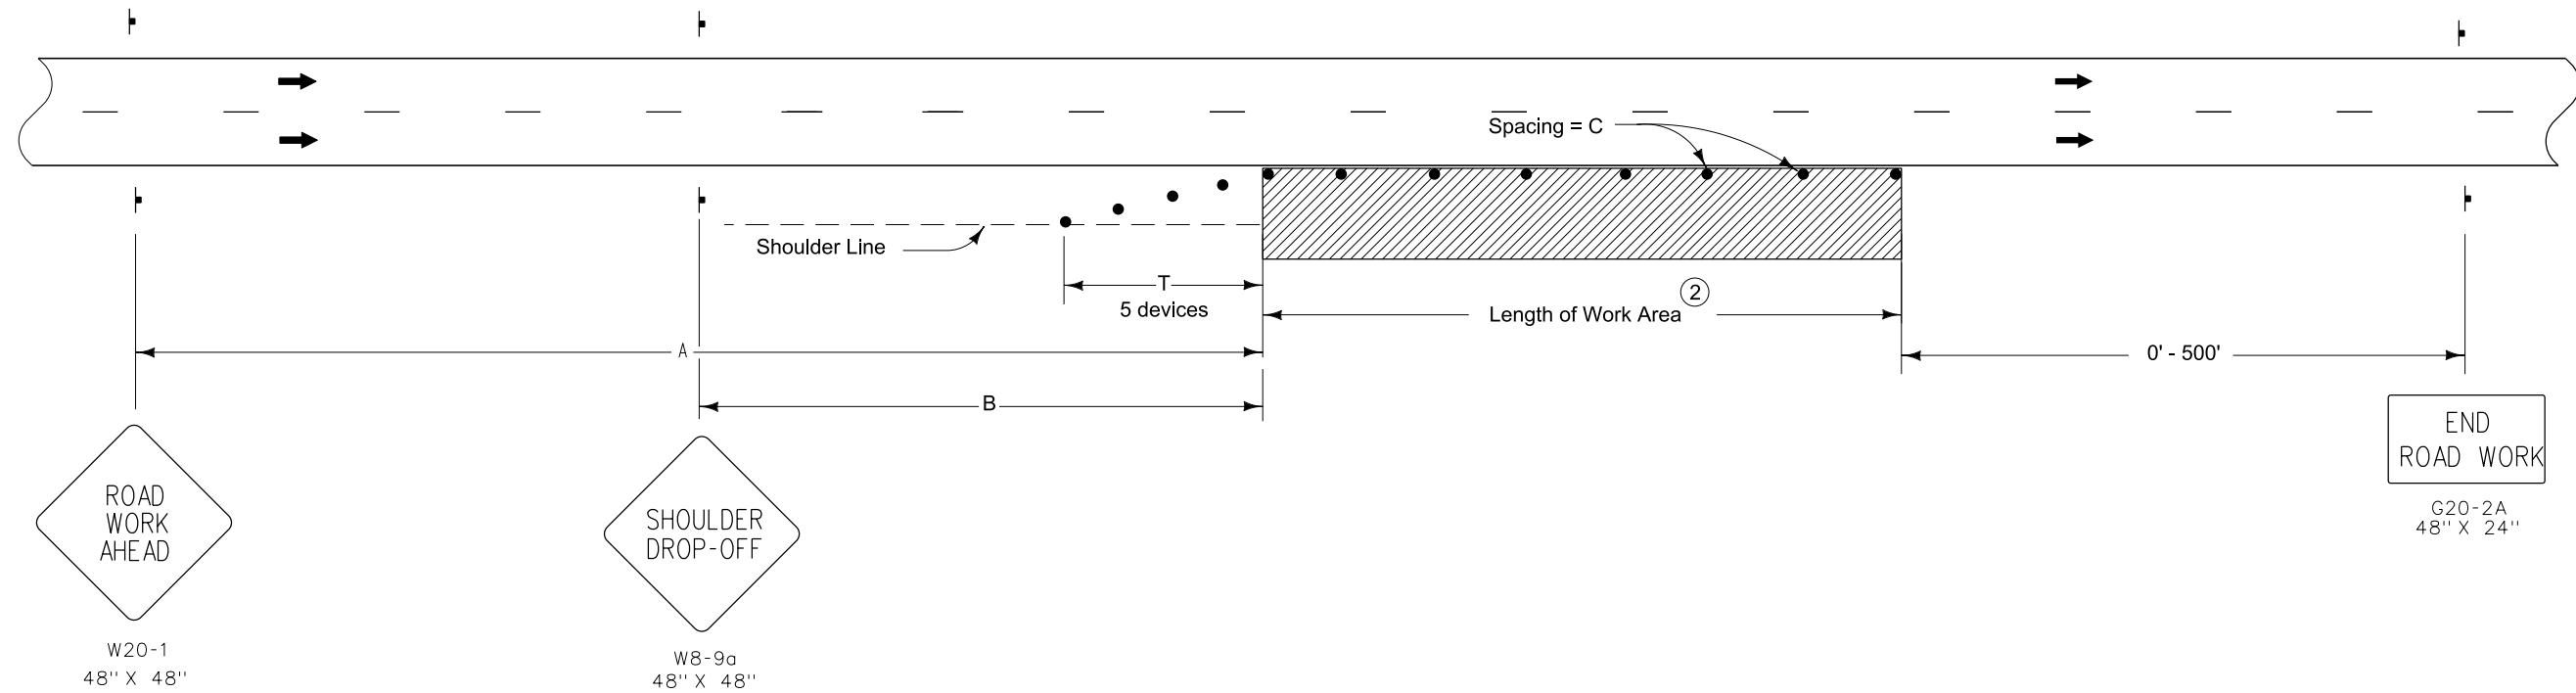 Spacing = C
Shoulder Line
T
5 devices
2
Length of Work Area
A
0' - 500'
B
ROAD
WORK
AHEAD
W20-1
48" X 48"
SHOULDER
DROP-OFF
W8-9a
48" X 48"
END
ROAD WORK
G20-2A
48" X 24"